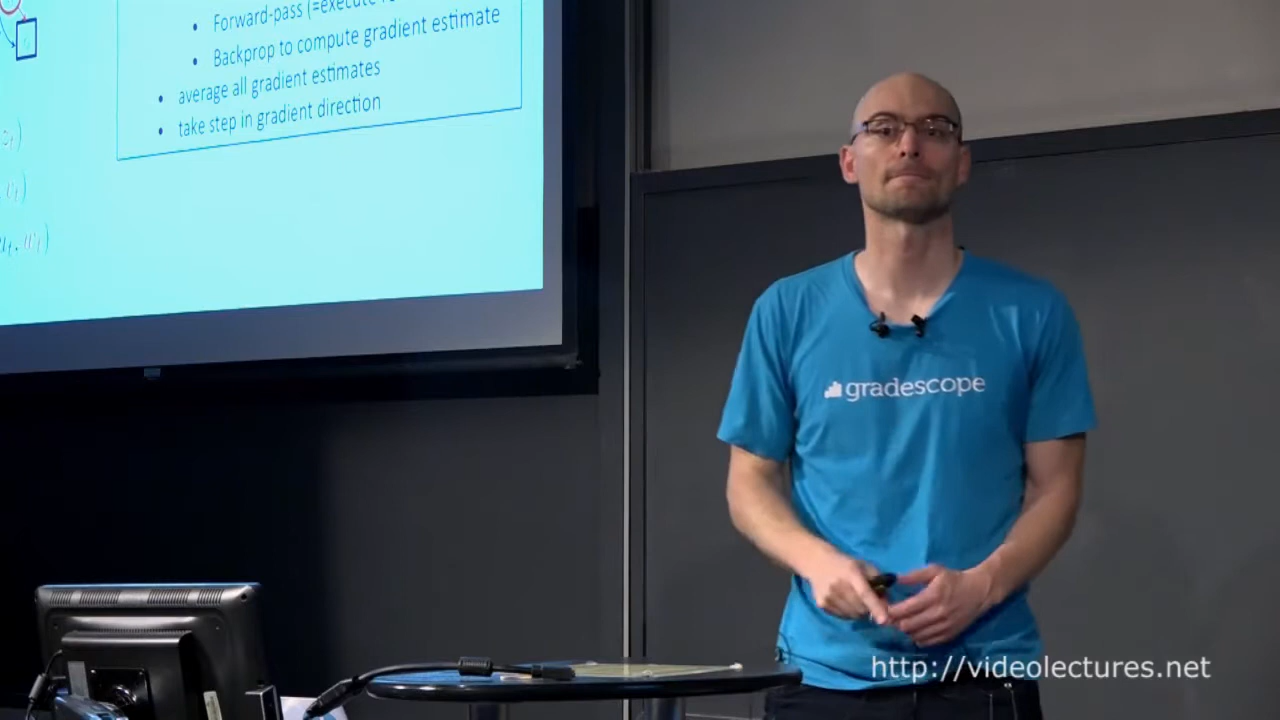 • Forward-pass (=execute
• Backprop to compute gradient estimate
• average all gradient estimates
• take step in gradient direction
gradescope
http://videolectures.net